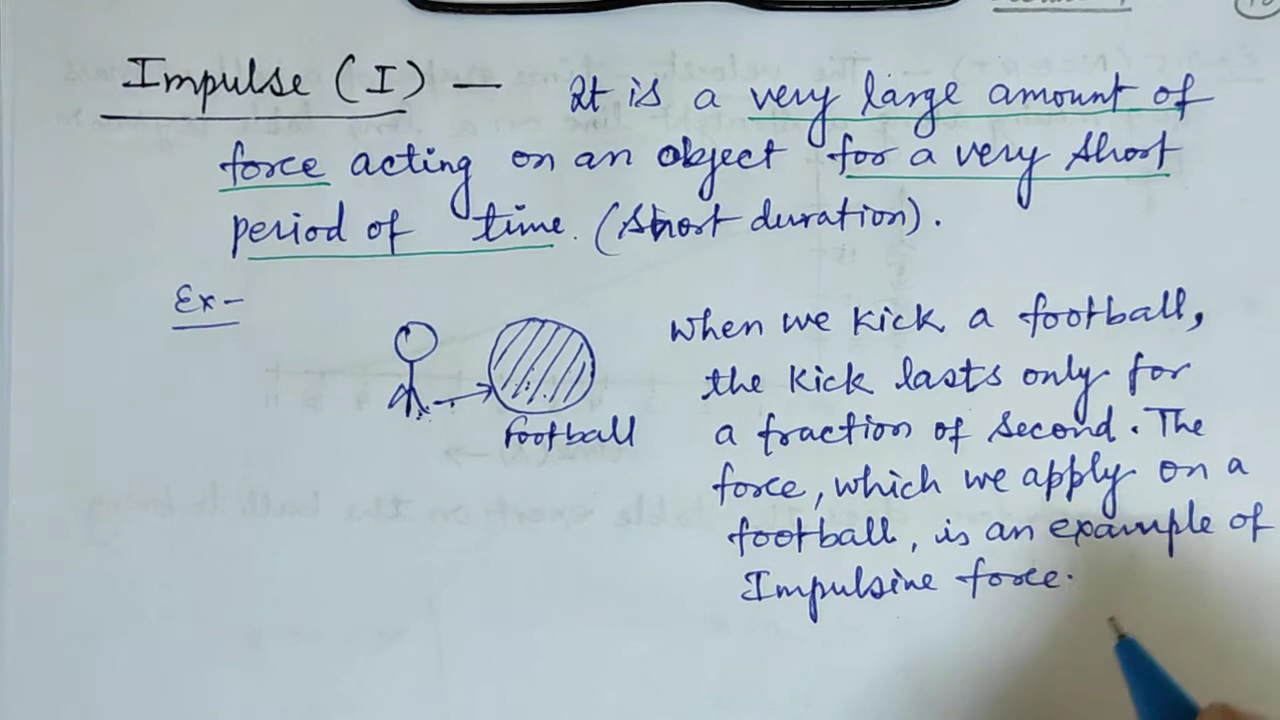 Impulse (I) — It is a very large amount of
force acting on an object for a very short
period of time. (short duration).
Ex-
When we kick a football,
the kick lasts only for
a fraction of second. The
force, which we apply on a
football, is an example of
Impulsine force.
football